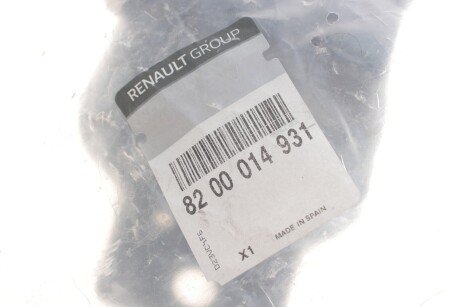 RENAULT GROUP
82 00 014 931
X1 MADE IN SPAIN